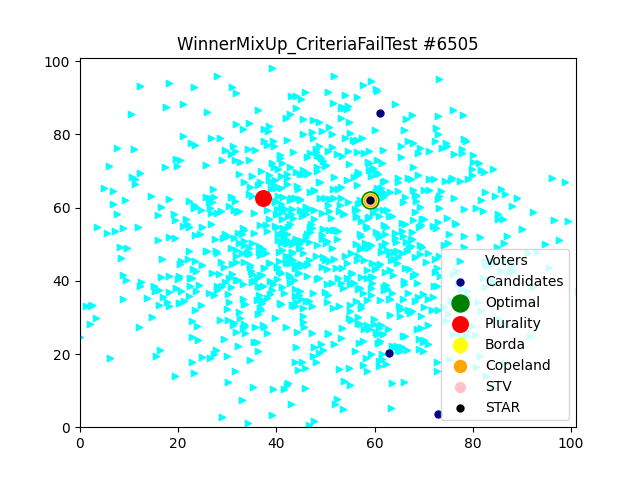 WinnerMixUp_CriteriaFailTest #6505
100
80
60
40
20
0
0 20 40 60 80 100
Voters
Candidates
Optimal
Plurality
Borda
Copeland
STV
STAR